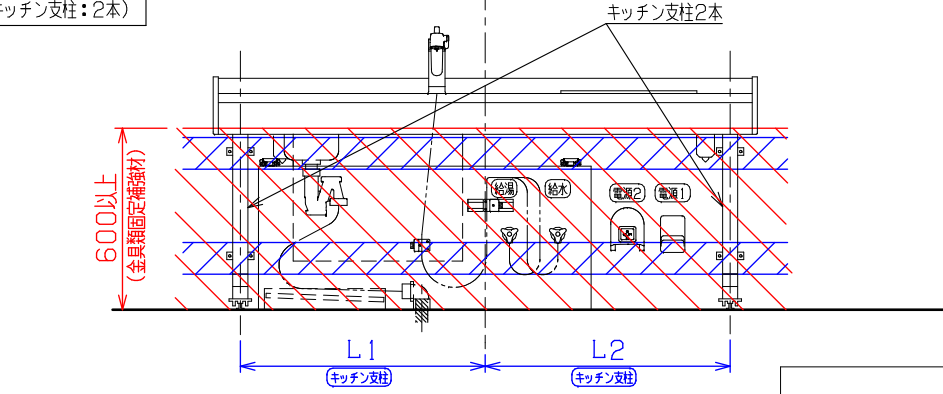 キッチン支柱：2本）
キッチン支柱2本
600以上
（金具類固定補強材）
給湯
給水
電源2
電源1
L1
L2
キッチン支柱
キッチン支柱